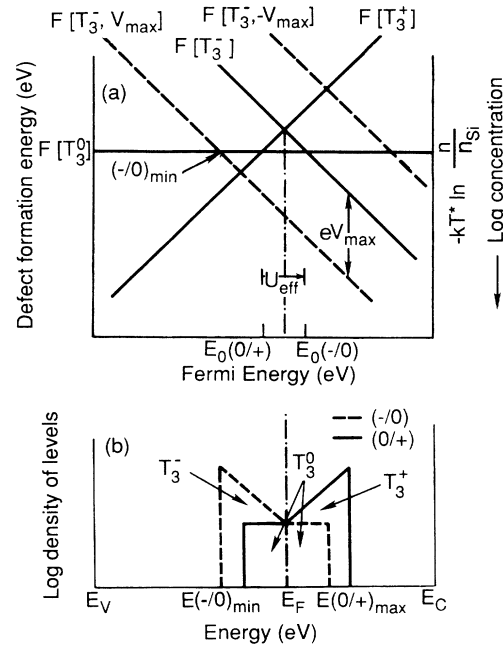 F [T₃⁻, Vmax)
F [T₃⁻,-Vmax)
F [T₃⁺]
F [T₃⁻]
(a)
F [T₃⁰]
(-/0)min
eVmax
Ueff
E₀(0/+)
E₀(-/0)
Fermi Energy (eV)
Defect formation energy (eV)
-kT* ln n/nSi
Log concentration
(b)
(-/0)
(0/+)
T₃⁻
T₃⁰
T₃⁺
Log density of levels
EV
E(-/0)min
EF
E(0/+)max
EC
Energy (eV)